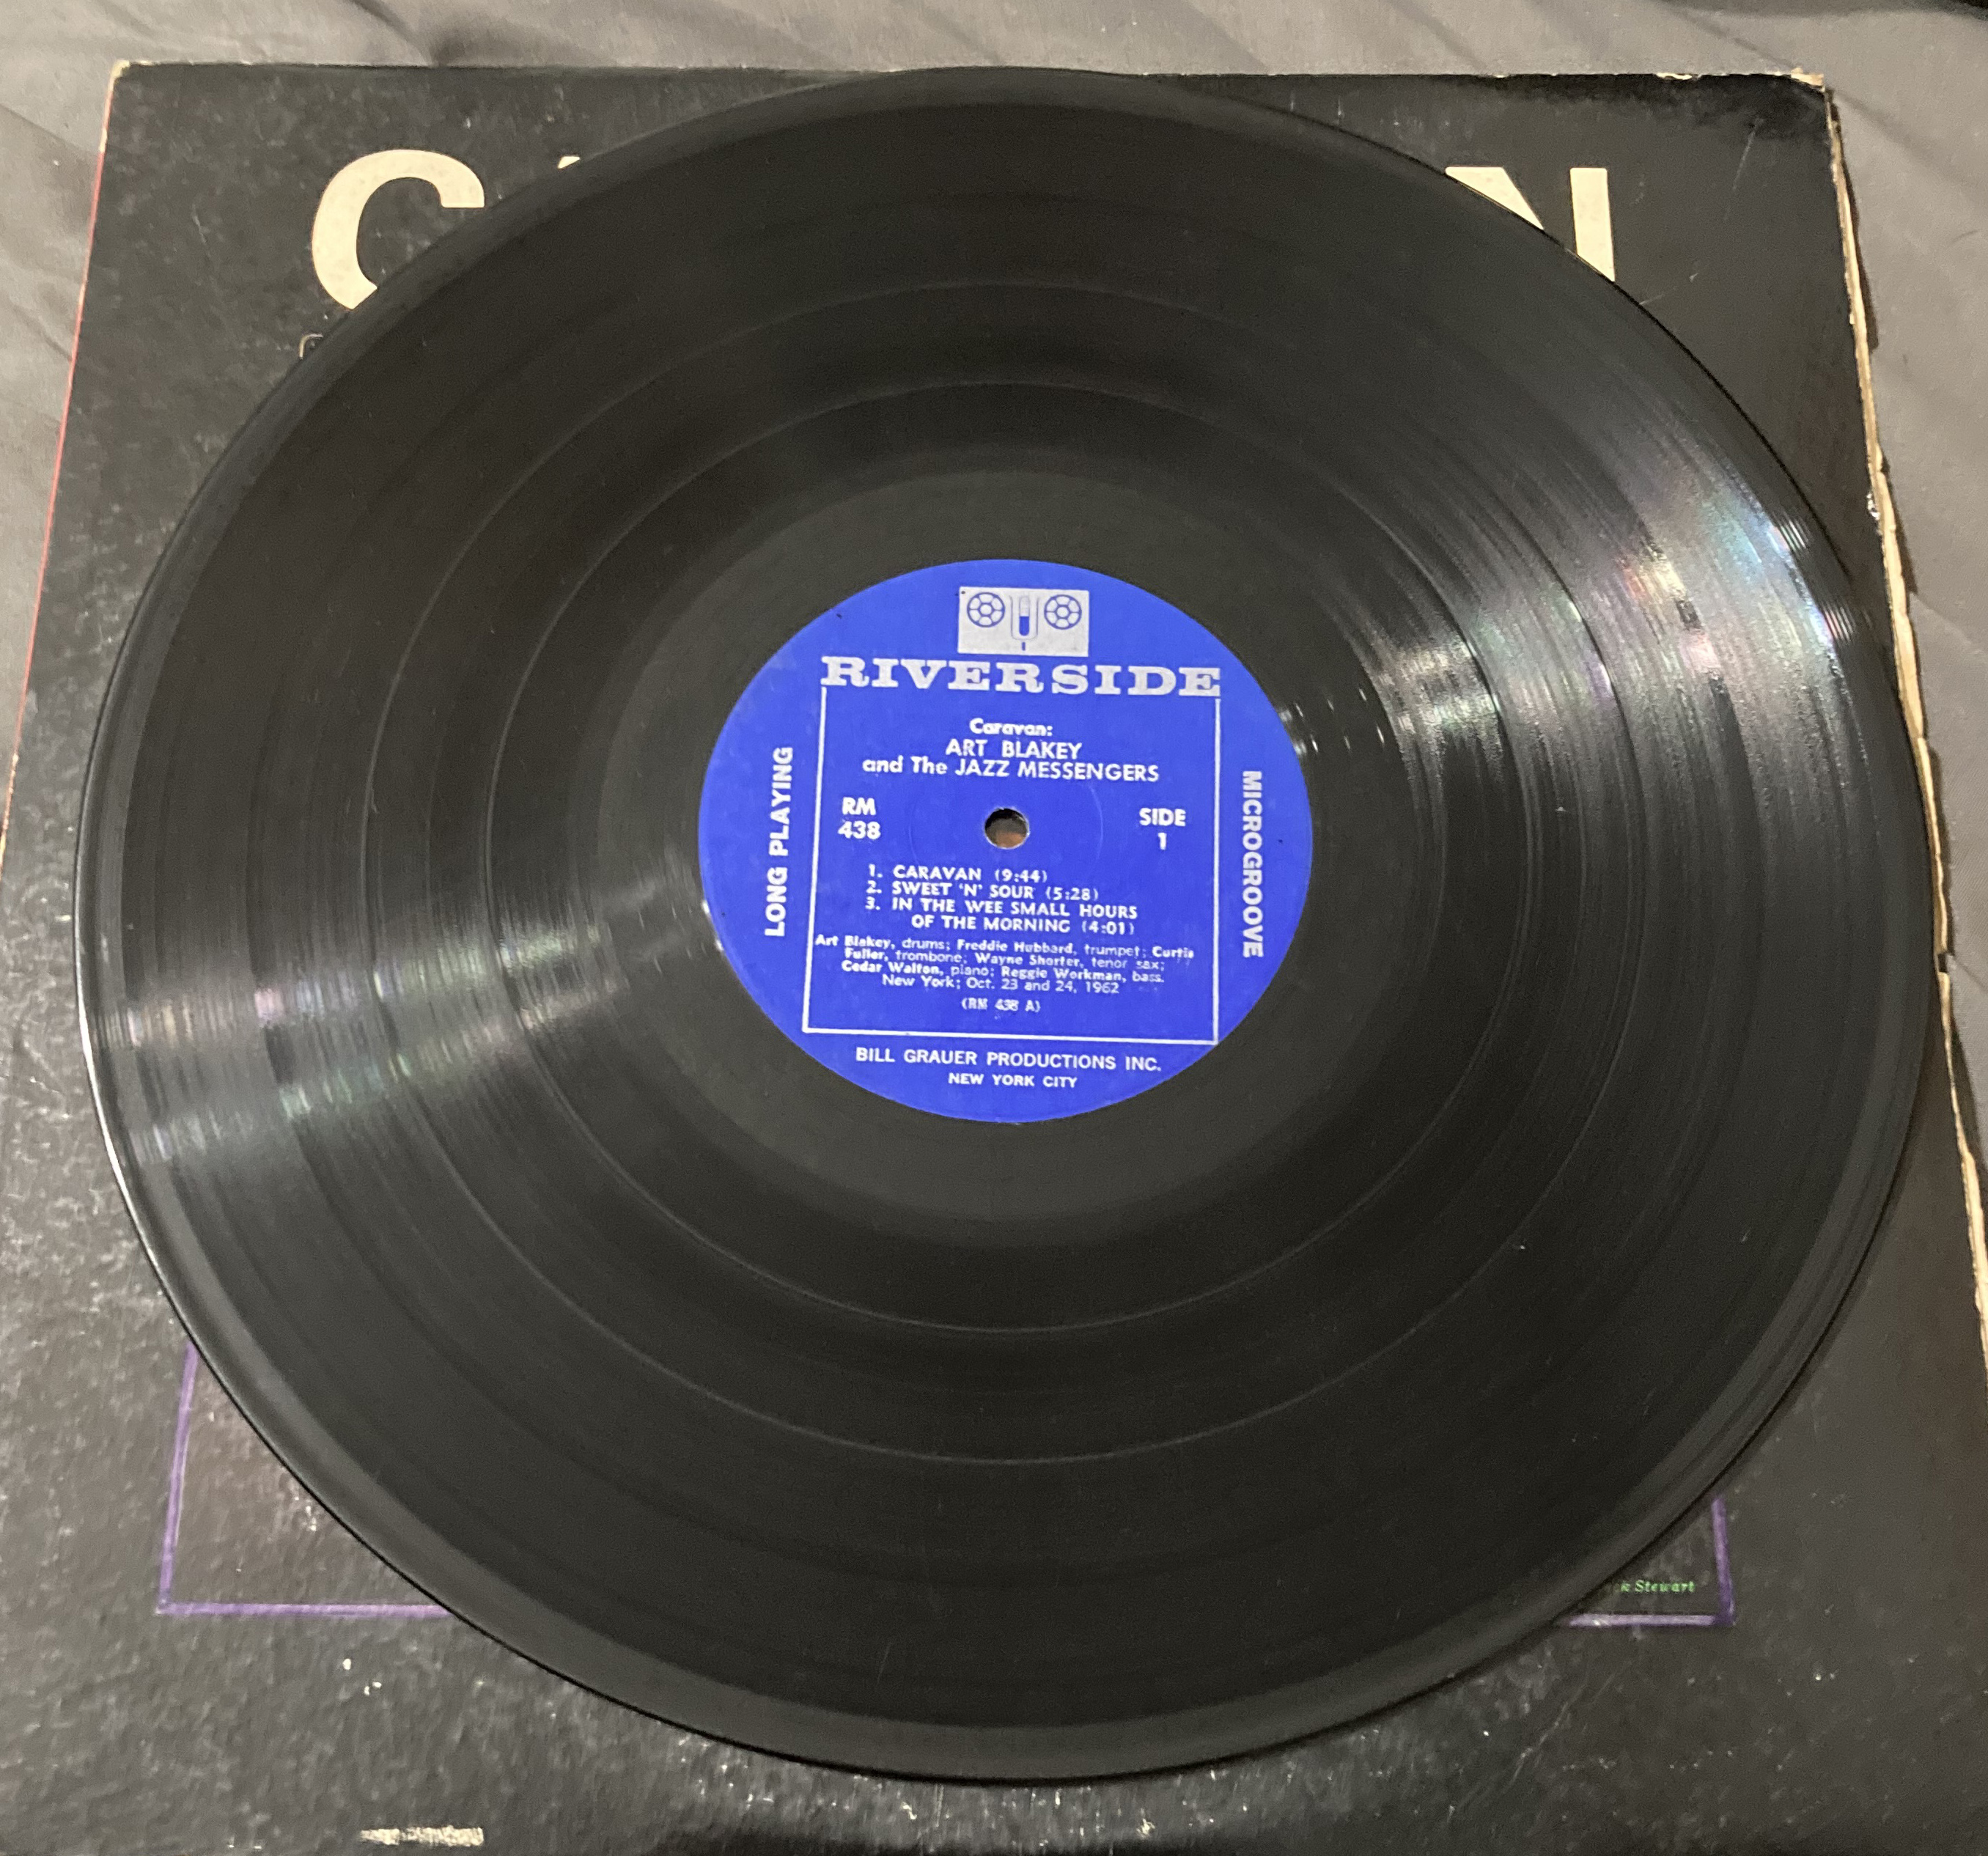 C N
RIVERSIDE
Caravan:
ART BLAKEY
and The JAZZ MESSENGERS
LONG PLAYING
RM
438
SIDE
1
MICROGROOVE
1. CARAVAN (9:44)
2. SWEET 'N' SOUR (5:28)
3. IN THE WEE SMALL HOURS
OF THE MORNING (4:01)
Art Blakey, drums; Freddie Hubbard, trumpet; Curtis
Fuller, trombone; Wayne Shorter, tenor sax;
Cedar Walton, piano; Reggie Workman, bass.
New York; Oct. 23 and 24, 1962
(RM 438 A)
BILL GRAUER PRODUCTIONS INC.
NEW YORK CITY
k Stewart